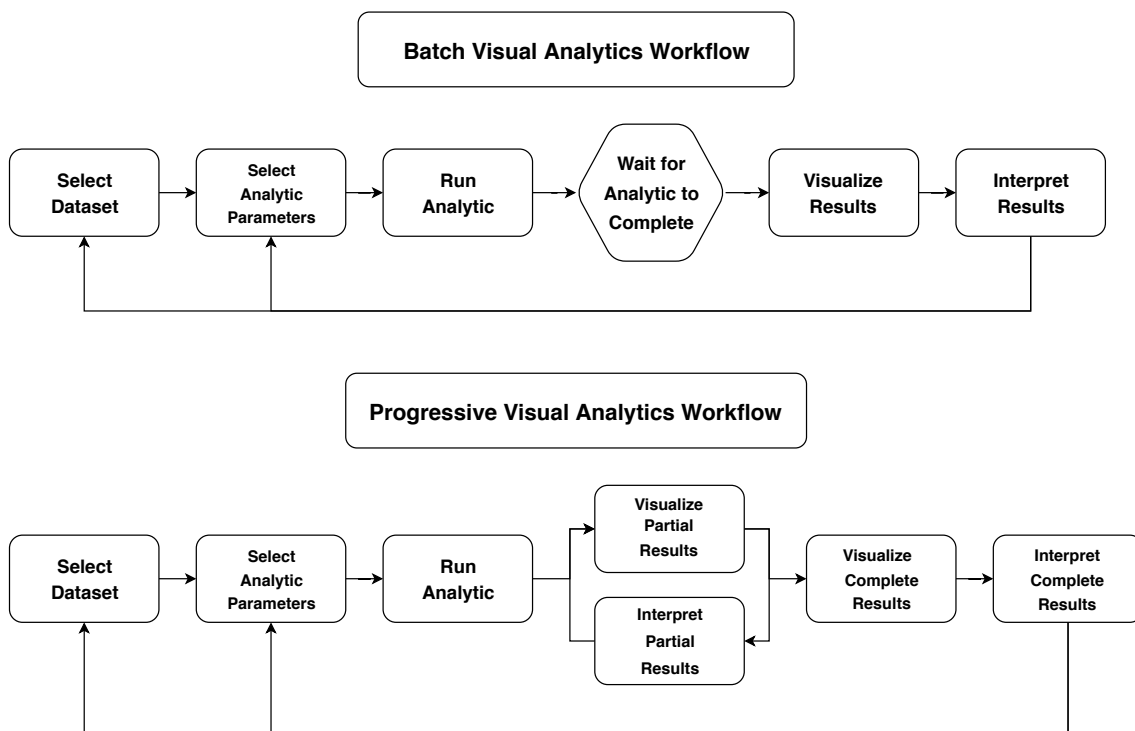 Batch Visual Analytics Workflow
Select
Dataset
Select
Analytic
Parameters
Run
Analytic
Wait for
Analytic to
Complete
Visualize
Results
Interpret
Results
Progressive Visual Analytics Workflow
Select
Dataset
Select
Analytic
Parameters
Run
Analytic
Visualize
Partial
Results
Interpret
Partial
Results
Visualize
Complete
Results
Interpret
Complete
Results